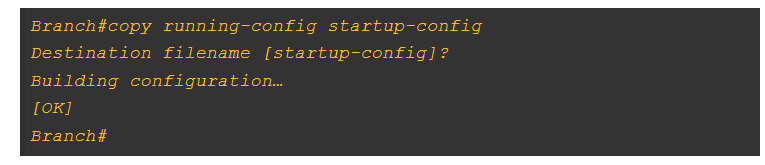 Branch#copy running-config startup-config
Destination filename [startup-config]?
Building configuration…
[OK]
Branch#